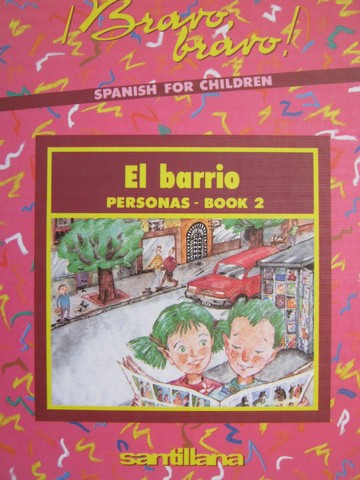 ¡Bravo,
bravo!
SPANISH FOR CHILDREN
El barrio
PERSONAS - BOOK 2
santillana